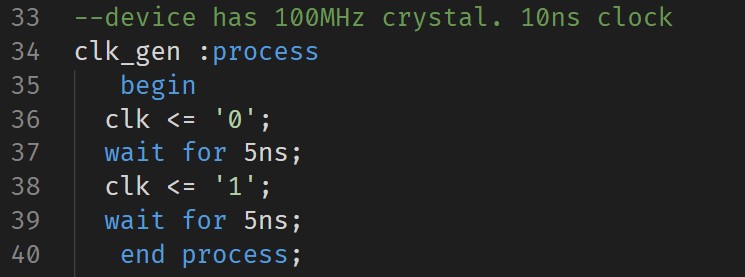 33 --device has 100MHz crystal. 10ns clock
34 clk_gen :process
35 begin
36 clk <= '0';
37 wait for 5ns;
38 clk <= '1';
39 wait for 5ns;
40 end process;